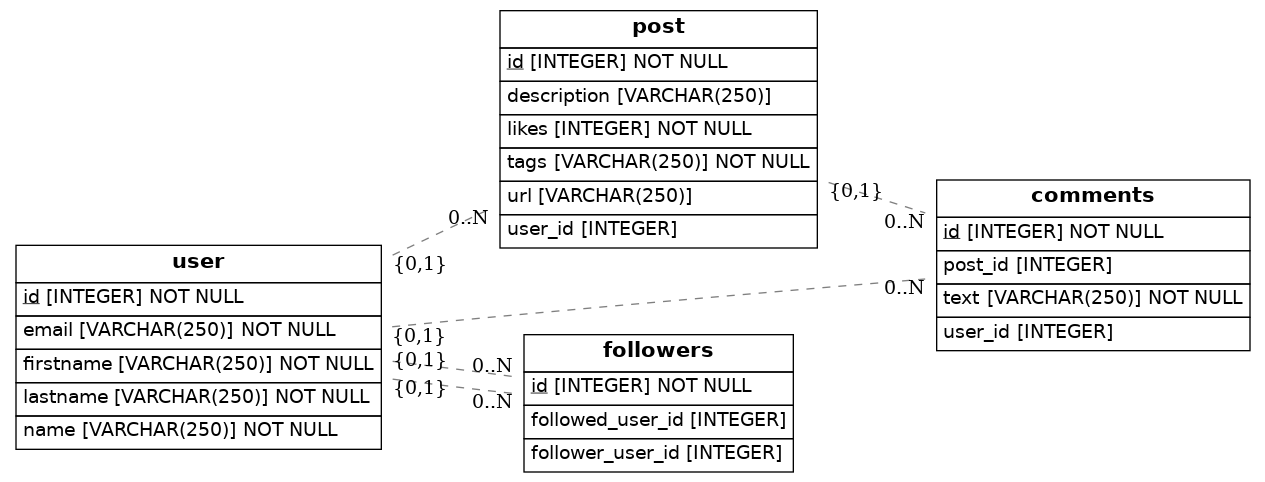 post
id [INTEGER] NOT NULL
description [VARCHAR(250)]
likes [INTEGER] NOT NULL
tags [VARCHAR(250)] NOT NULL
url [VARCHAR(250)]
user_id [INTEGER]
{0,1}
0..N
comments
id [INTEGER] NOT NULL
post_id [INTEGER]
text [VARCHAR(250)] NOT NULL
user_id [INTEGER]
0..N
{0,1}
user
id [INTEGER] NOT NULL
email [VARCHAR(250)] NOT NULL
firstname [VARCHAR(250)] NOT NULL
lastname [VARCHAR(250)] NOT NULL
name [VARCHAR(250)] NOT NULL
0..N
{0,1}
{0,1}
0..N
{0,1}
0..N
followers
id [INTEGER] NOT NULL
followed_user_id [INTEGER]
follower_user_id [INTEGER]